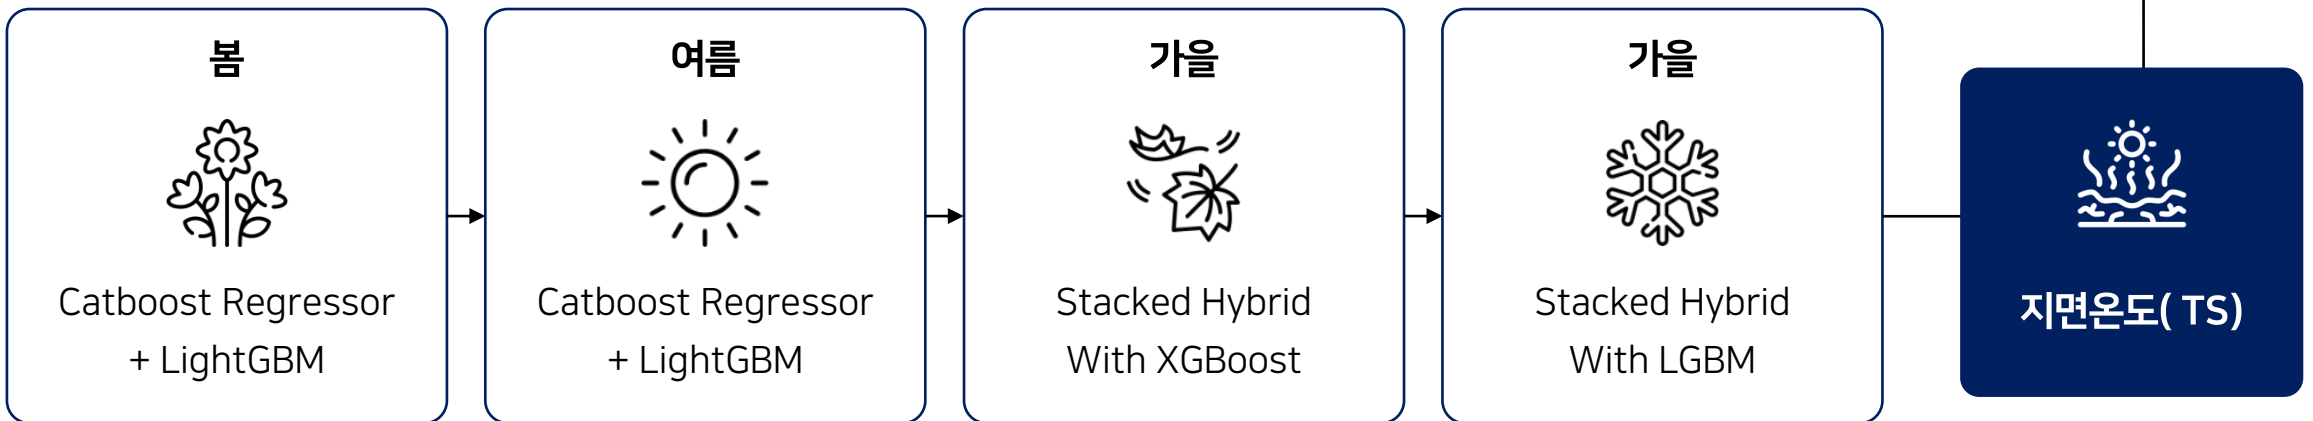 봄
Catboost Regressor
+ LightGBM
여름
Catboost Regressor
+ LightGBM
가을
Stacked Hybrid
With XGBoost
가을
Stacked Hybrid
With LGBM
지면온도( TS)